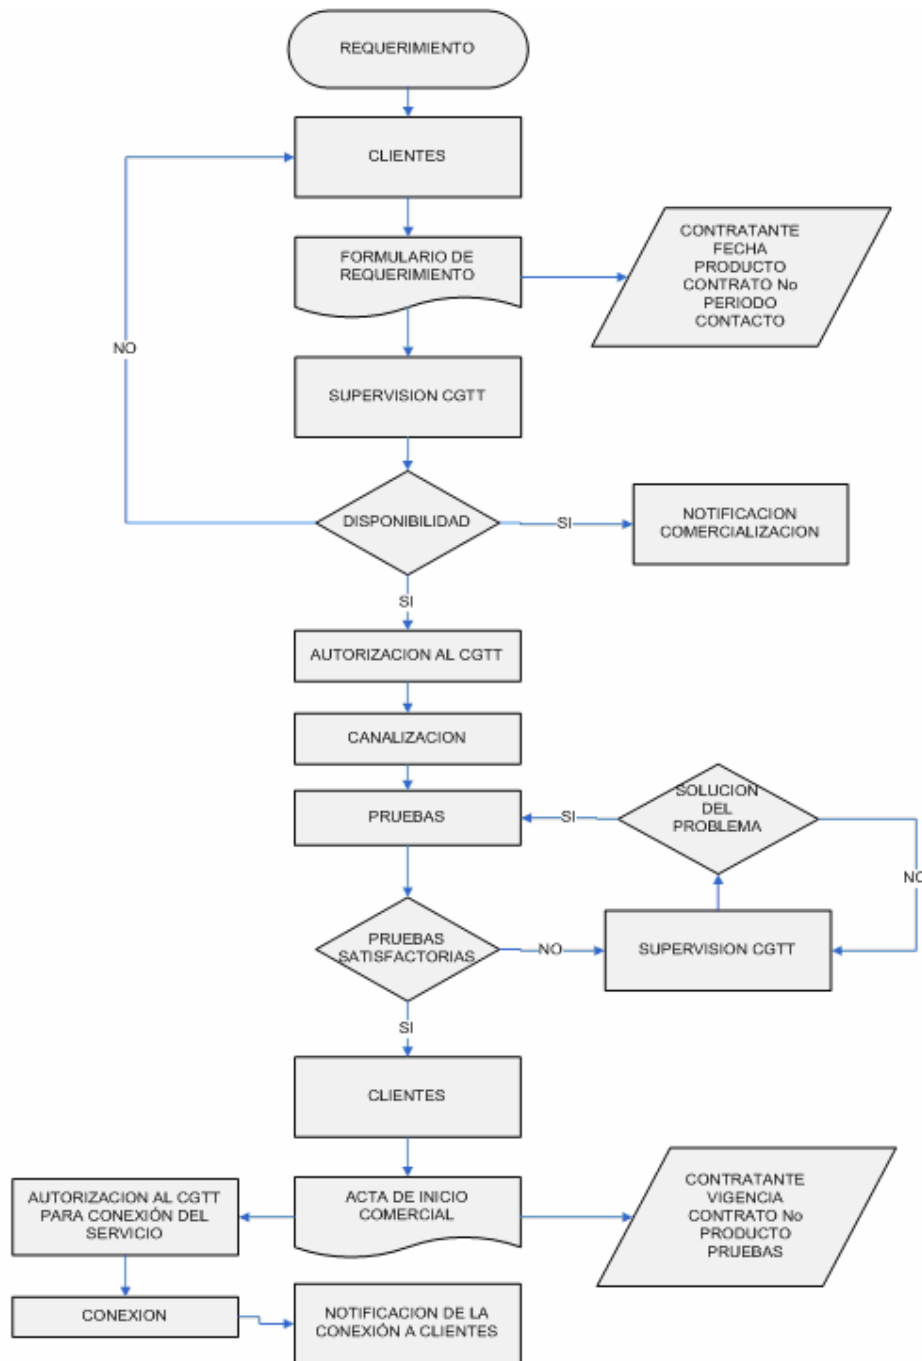 REQUERIMIENTO
CLIENTES
FORMULARIO DE
REQUERIMIENTO
CONTRATANTE
FECHA
PRODUCTO
CONTRATO No
PERIODO
CONTACTO
NO
SUPERVISION CGTT
DISPONIBILIDAD
SI
NOTIFICACION
COMERCIALIZACION
SI
AUTORIZACION AL CGTT
CANALIZACION
PRUEBAS
SI
SOLUCION
DEL
PROBLEMA
NO
PRUEBAS
SATISFACTORIAS
NO
SUPERVISION CGTT
SI
CLIENTES
ACTA DE INICIO
COMERCIAL
CONTRATANTE
VIGENCIA
CONTRATO No
PRODUCTO
PRUEBAS
AUTORIZACION AL CGTT
PARA CONEXIÓN DEL
SERVICIO
CONEXION
NOTIFICACION DE LA
CONEXIÓN A CLIENTES